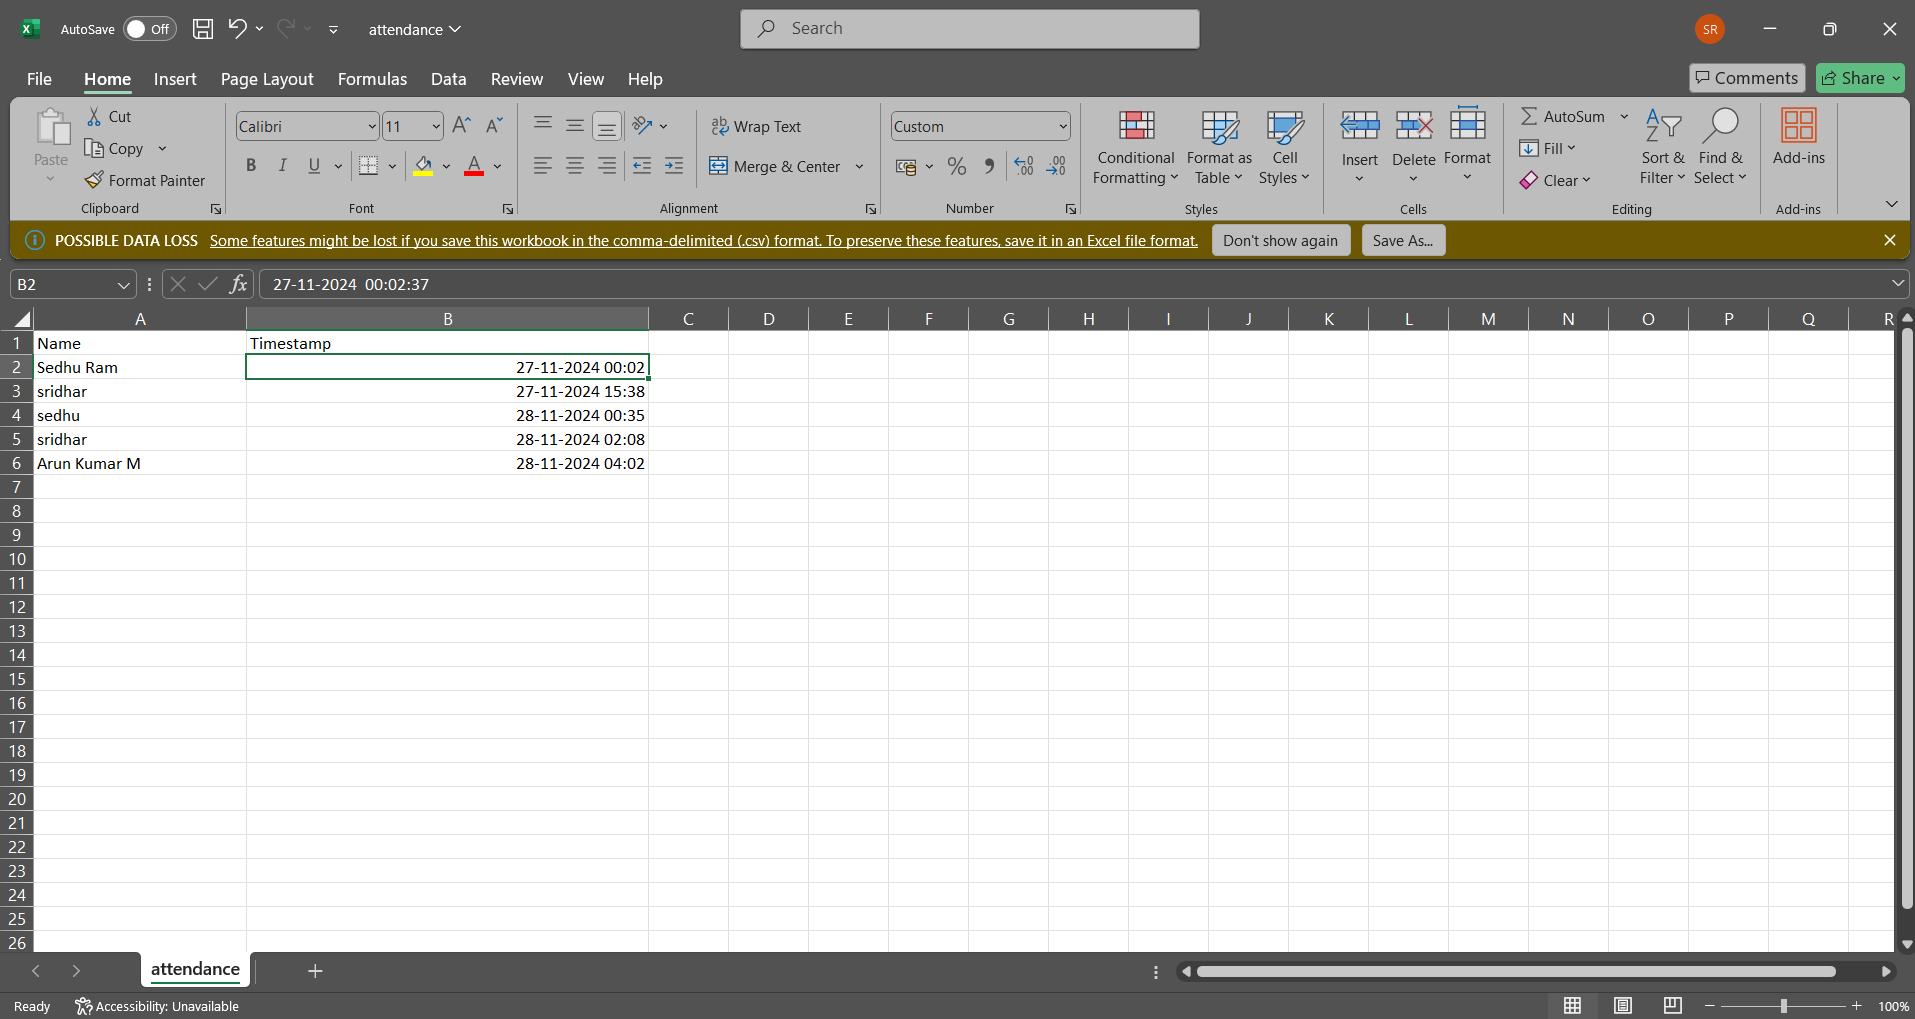 AutoSave Off attendance Search SR
File Home Insert Page Layout Formulas Data Review View Help Comments Share
Paste Cut Copy Format Painter Clipboard
Calibri 11 B I U A Font
Wrap Text Merge & Center Alignment
Custom % Number
Conditional Formatting Format as Table Cell Styles Styles
Insert Delete Format Cells
AutoSum Fill Clear Sort & Filter Find & Select Editing
Add-ins Add-ins
POSSIBLE DATA LOSS Some features might be lost if you save this workbook in the comma-delimited (.csv) format. To preserve these features, save it in an Excel file format. Don't show again Save As...
B2 fx 27-11-2024 00:02:37
A B C D E F G H I J K L M N O P Q R
1 Name Timestamp
2 Sedhu Ram 27-11-2024 00:02
3 sridhar 27-11-2024 15:38
4 sedhu 28-11-2024 00:35
5 sridhar 28-11-2024 02:08
6 Arun Kumar M 28-11-2024 04:02
7
8
9
10
11
12
13
14
15
16
17
18
19
20
21
22
23
24
25
26
attendance
Ready Accessibility: Unavailable 100%